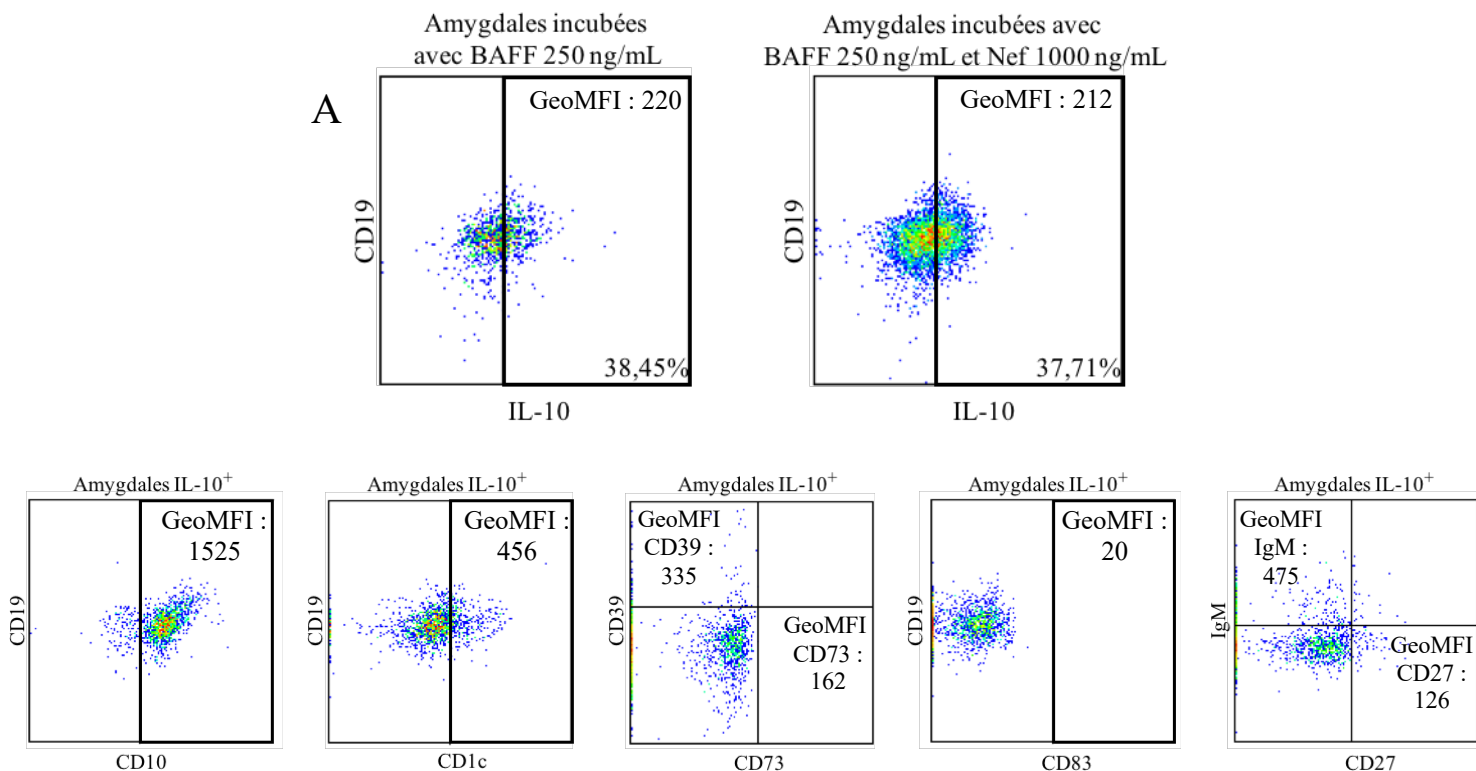 Amygdales incubées
avec BAFF 250 ng/mL
Amygdales incubées avec
BAFF 250 ng/mL et Nef 1000 ng/mL
A
GeoMFI : 220
CD19
38,45%
IL-10
GeoMFI : 212
CD19
37,71%
IL-10
Amygdales IL-10⁺
GeoMFI :
1525
CD19
CD10
Amygdales IL-10⁺
GeoMFI :
456
CD19
CD1c
Amygdales IL-10⁺
GeoMFI
CD39 :
335
CD39
GeoMFI
CD73 :
162
CD73
Amygdales IL-10⁺
GeoMFI :
20
CD19
CD83
Amygdales IL-10⁺
GeoMFI
IgM :
475
IgM
GeoMFI
CD27 :
126
CD27